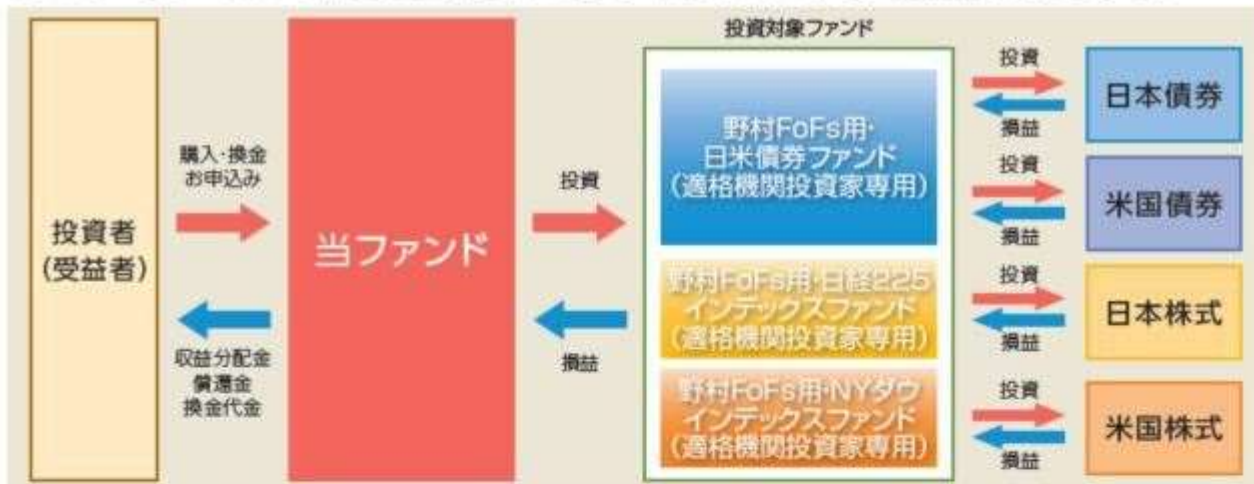 投資者
(受益者)
購入・換金
お申込み
収益分配金
償還金
換金代金
当ファンド
投資
損益
投資対象ファンド
野村FoFs用・
日米債券ファンド
(適格機関投資家専用)
野村FoFs用・日経225
インデックスファンド
(適格機関投資家専用)
野村FoFs用・NYダウ
インデックスファンド
(適格機関投資家専用)
投資
損益
日本債券
投資
損益
米国債券
投資
損益
日本株式
投資
損益
米国株式